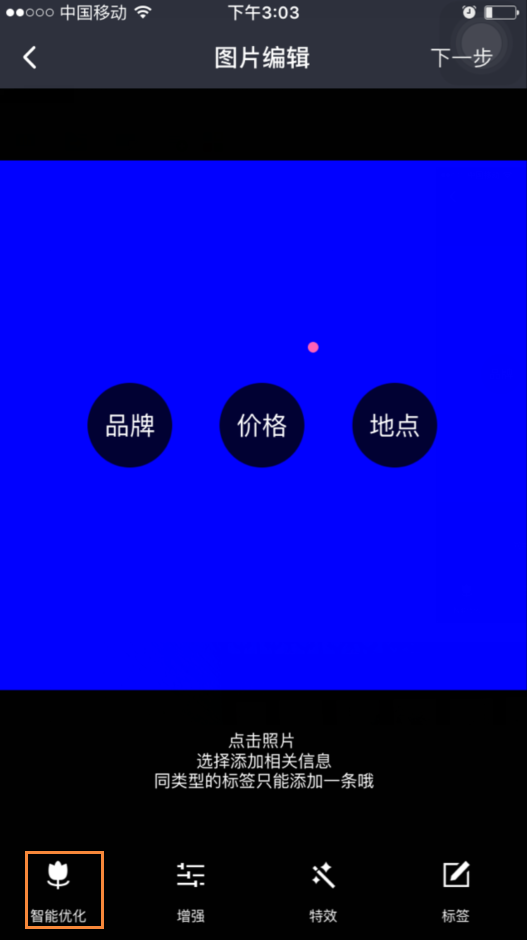 中国移动 下午3:03
图片编辑 下一步
品牌 价格 地点
点击照片
选择添加相关信息
同类型的标签只能添加一条哦
智能优化 增强 特效 标签